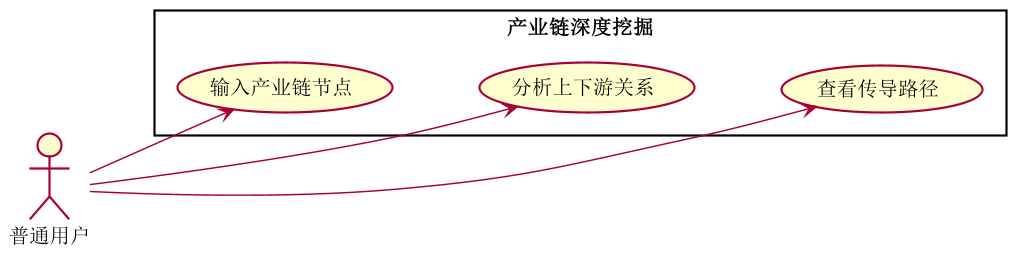 产业链深度挖掘
输入产业链节点
分析上下游关系
查看传导路径
普通用户